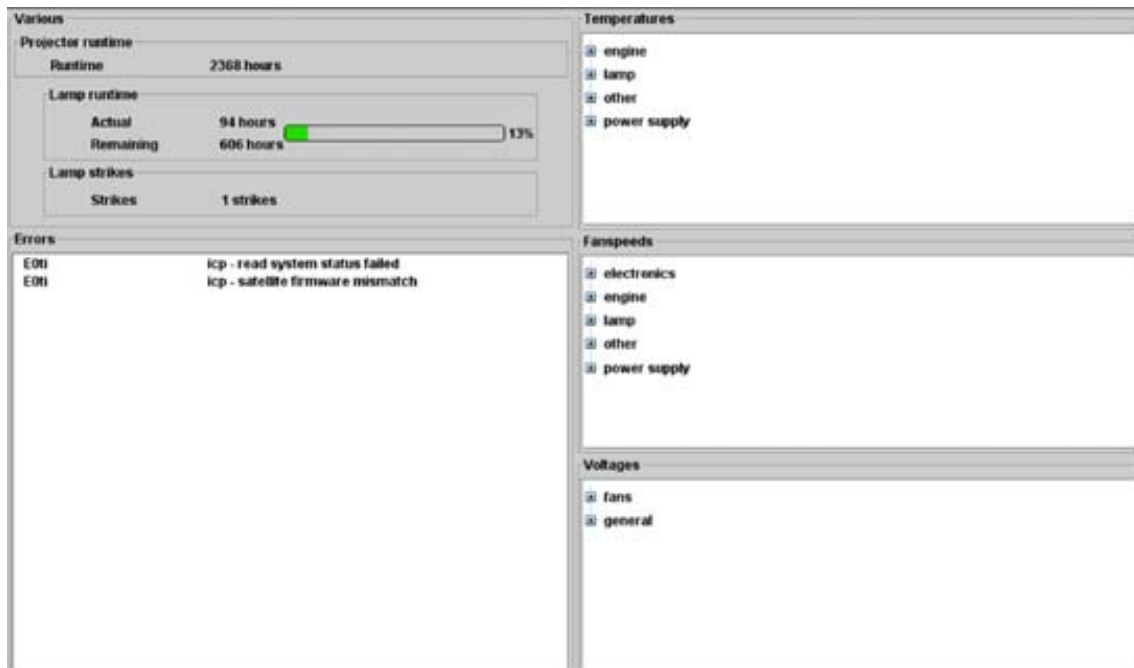 Various
Projector runtime
Runtime 2368 hours
Lamp runtime
Actual 94 hours
13%
Remaining 606 hours
Lamp strikes
Strikes 1 strikes
Errors
icp - read system status failed
icp - satellite firmware mismatch
Temperatures
engine
lamp
other
power supply
Fanspeeds
electronics
engine
lamp
other
power supply
Voltages
fans
general